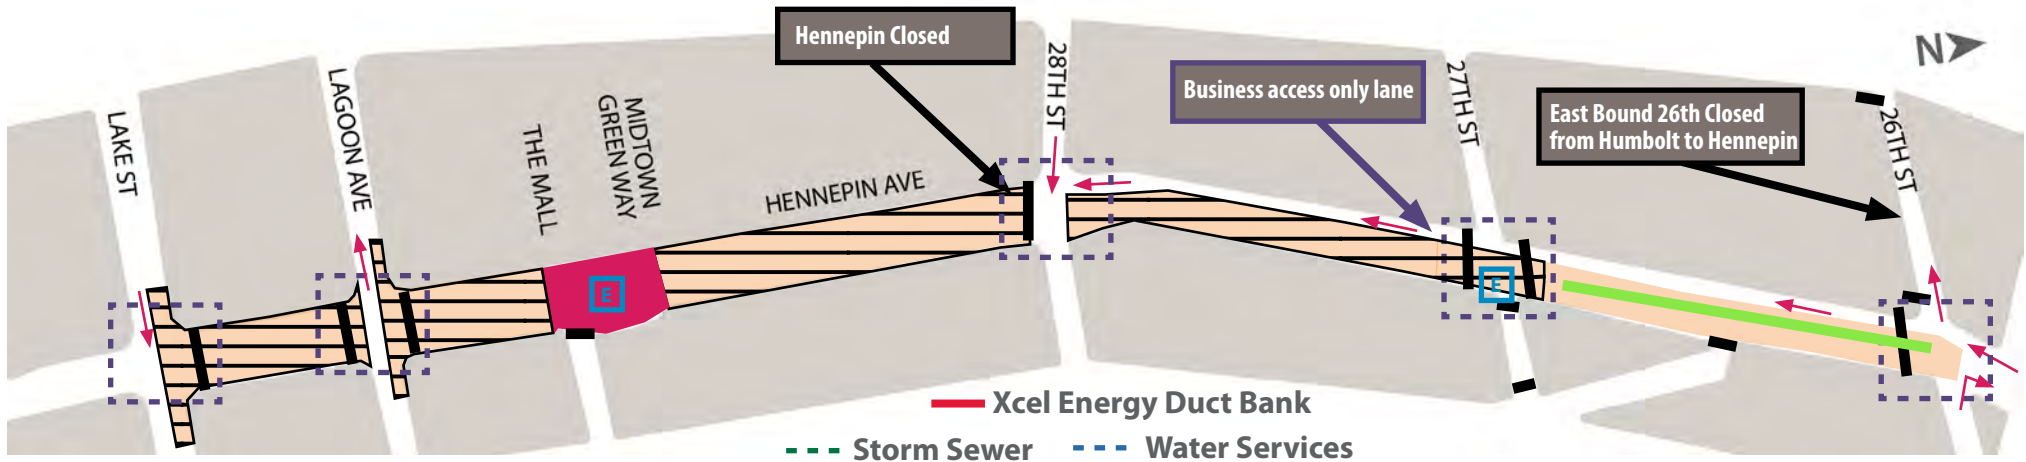 Hennepin Closed
28TH ST
Business access only lane
27TH ST
East Bound 26th Closed
from Humbolt to Hennepin
26TH ST
N
LAKE ST
LAGOON AVE
THE MALL
MIDTOWN
GREEN WAY
HENNEPIN AVE
E
E
Xcel Energy Duct Bank
Storm Sewer
Water Services